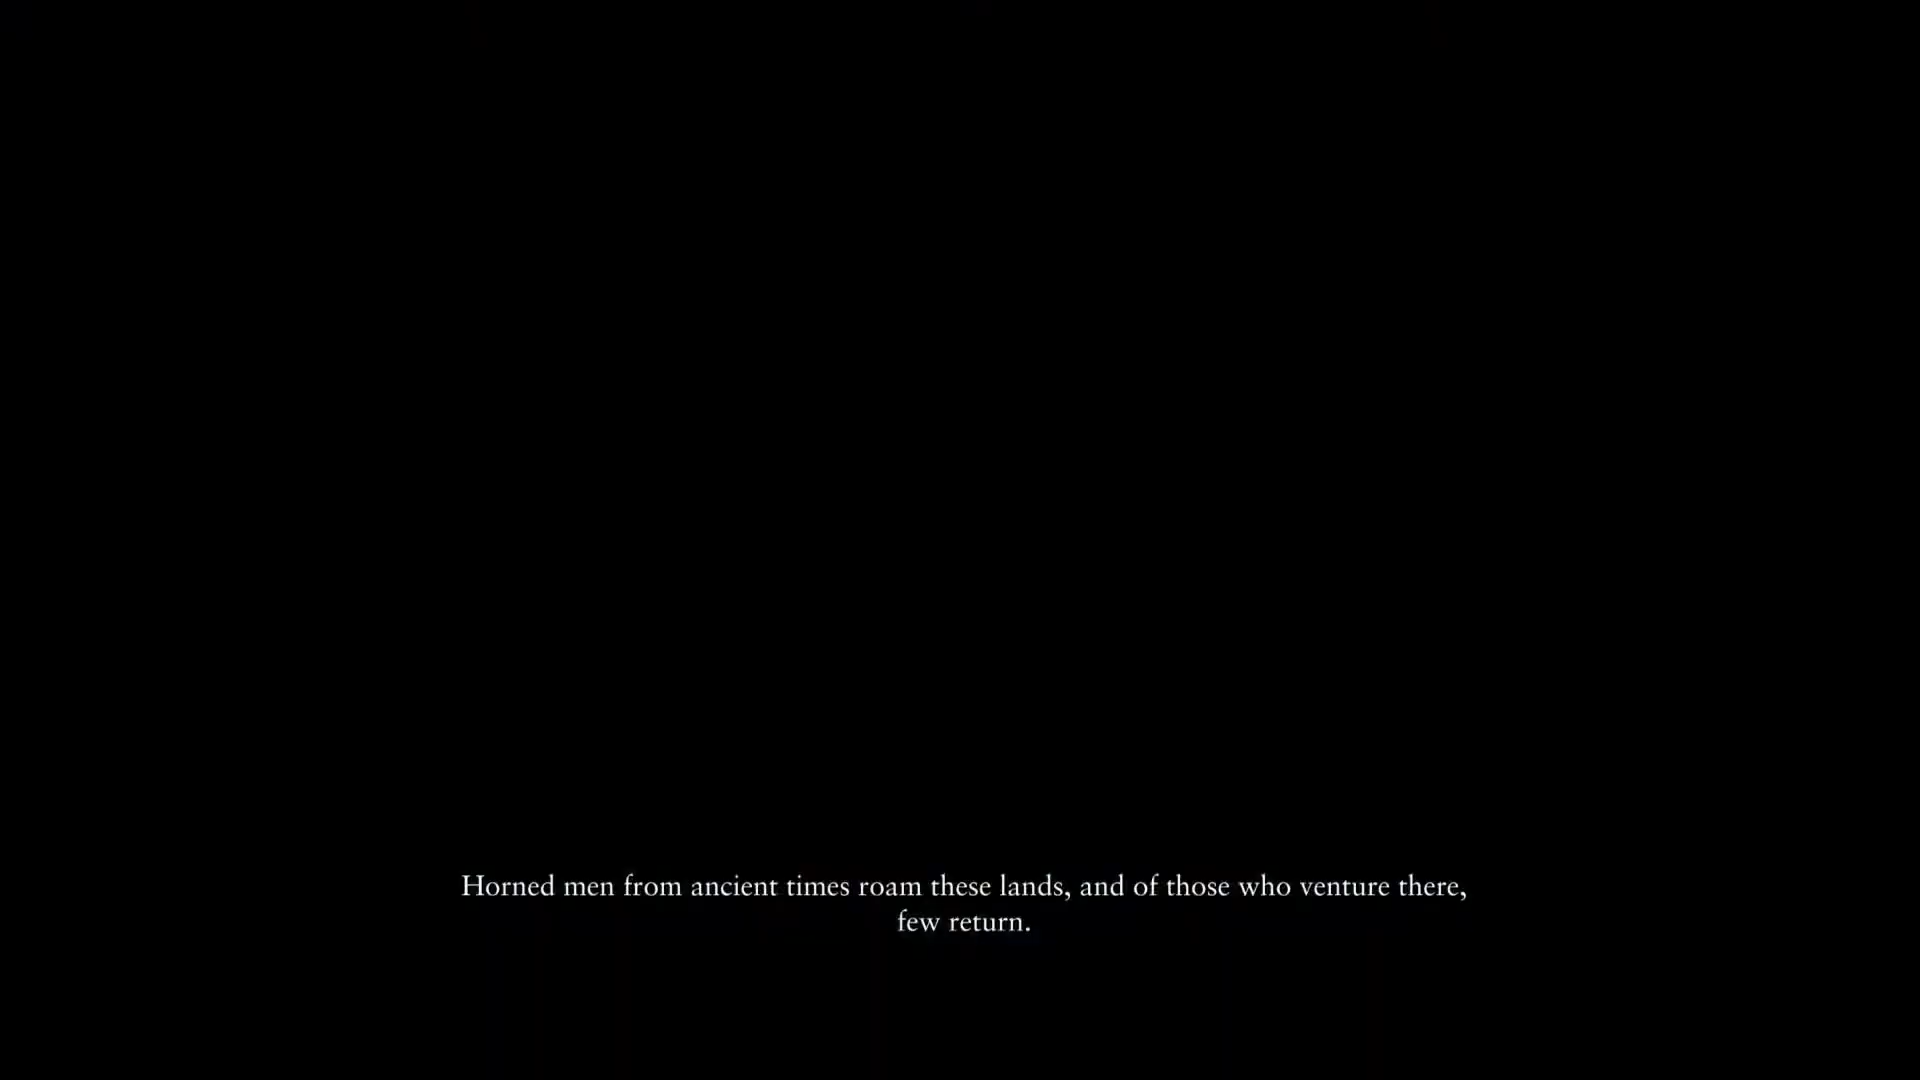 Horned men from ancient times roam these lands, and of those who venture there,
few return.